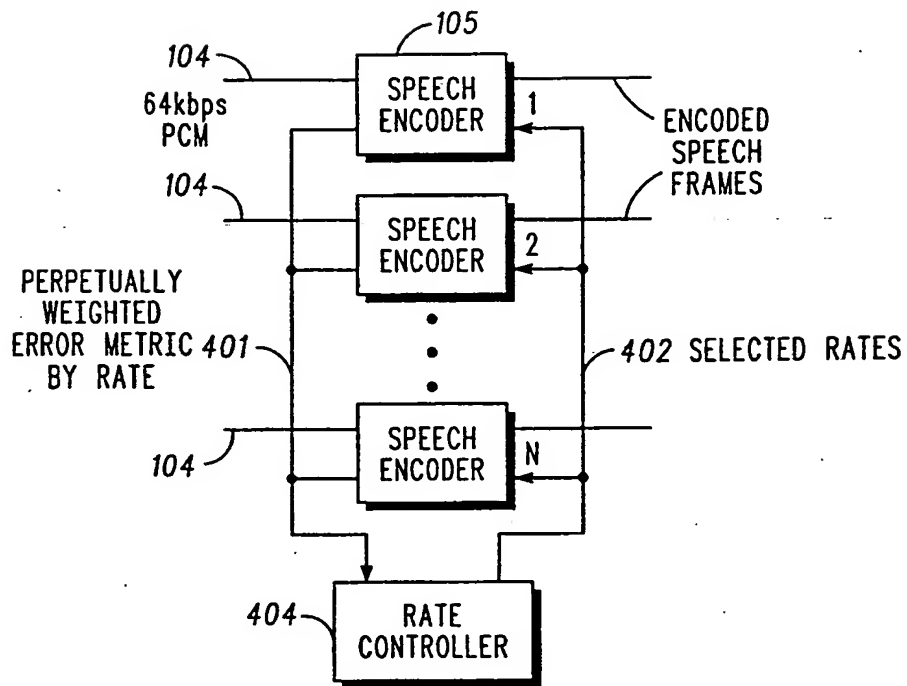 105
104
SPEECH
ENCODER
1
64kbps
PCM
ENCODED
SPEECH
FRAMES
104
SPEECH
ENCODER
2
PERPETUALLY
WEIGHTED
ERROR METRIC
BY RATE
401
402 SELECTED RATES
104
SPEECH
ENCODER
N
404
RATE
CONTROLLER